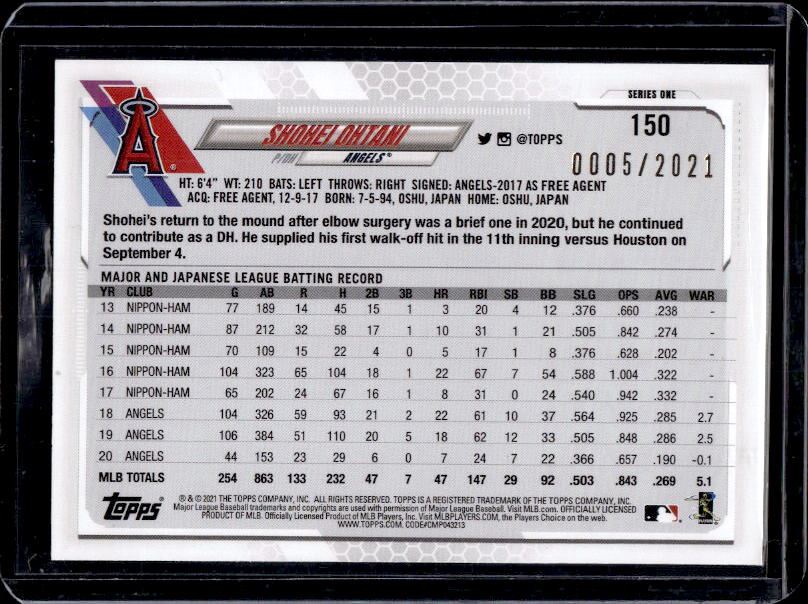 SERIES ONE
A ®
SHOHEI OHTANI
@TOPPS
150
P/DH ANGELS®
0005/2021
HT: 6'4" WT: 210 BATS: LEFT THROWS: RIGHT SIGNED: ANGELS-2017 AS FREE AGENT
ACQ: FREE AGENT, 12-9-17 BORN: 7-5-94, OSHU, JAPAN HOME: OSHU, JAPAN
Shohei's return to the mound after elbow surgery was a brief one in 2020, but he continued
to contribute as a DH. He supplied his first walk-off hit in the 11th inning versus Houston on
September 4.
MAJOR AND JAPANESE LEAGUE BATTING RECORD
YR CLUB G AB R H 2B 3B HR RBI SB BB SLG OPS AVG WAR
13 NIPPON-HAM 77 189 14 45 15 1 3 20 4 12 .376 .660 .238 -
14 NIPPON-HAM 87 212 32 58 17 1 10 31 1 21 .505 .842 .274 -
15 NIPPON-HAM 70 109 15 22 4 0 5 17 1 8 .376 .628 .202 -
16 NIPPON-HAM 104 323 65 104 18 1 22 67 7 54 .588 1.004 .322 -
17 NIPPON-HAM 65 202 24 67 16 1 8 31 0 24 .540 .942 .332 -
18 ANGELS 104 326 59 93 21 2 22 61 10 37 .564 .925 .285 2.7
19 ANGELS 106 384 51 110 20 5 18 62 12 33 .505 .848 .286 2.5
20 ANGELS 44 153 23 29 6 0 7 24 7 22 .366 .657 .190 -0.1
MLB TOTALS 254 863 133 232 47 7 47 147 29 92 .503 .843 .269 5.1
topps®
® & © 2021 THE TOPPS COMPANY, INC. ALL RIGHTS RESERVED. TOPPS IS A REGISTERED TRADEMARK OF THE TOPPS COMPANY, INC.
Major League Baseball trademarks and copyrights are used with permission of Major League Baseball. Visit MLB.com. OFFICIALLY LICENSED
PRODUCT OF MLB. Officially Licensed Product of MLB Players, Inc. Visit MLBPLAYERS.com, the Players Choice on the web.
WWW.TOPPS.COM. CODE#CMP043213